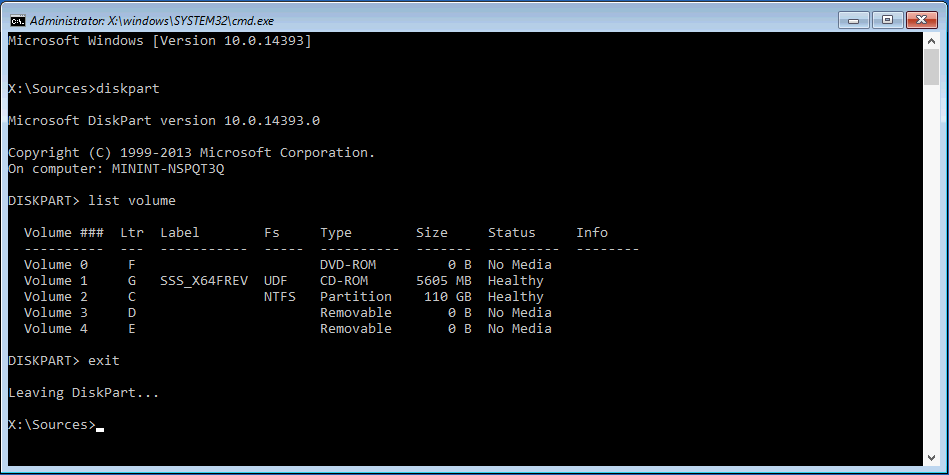 Administrator: X:\windows\SYSTEM32\cmd.exe
Microsoft Windows [Version 10.0.14393]
X:\Sources>diskpart
Microsoft DiskPart version 10.0.14393.0
Copyright (C) 1999-2013 Microsoft Corporation.
On computer: MININT-NSPQT3Q
DISKPART> list volume
  Volume ###  Ltr  Label        Fs     Type        Size     Status     Info
  ----------  ---  -----------  -----  ----------  -------  ---------  --------
  Volume 0     F                       DVD-ROM         0 B  No Media
  Volume 1     G   SSS_X64FREV  UDF    CD-ROM      5605 MB  Healthy
  Volume 2     C                NTFS   Partition    110 GB  Healthy
  Volume 3     D                       Removable       0 B  No Media
  Volume 4     E                       Removable       0 B  No Media
DISKPART> exit
Leaving DiskPart...
X:\Sources>